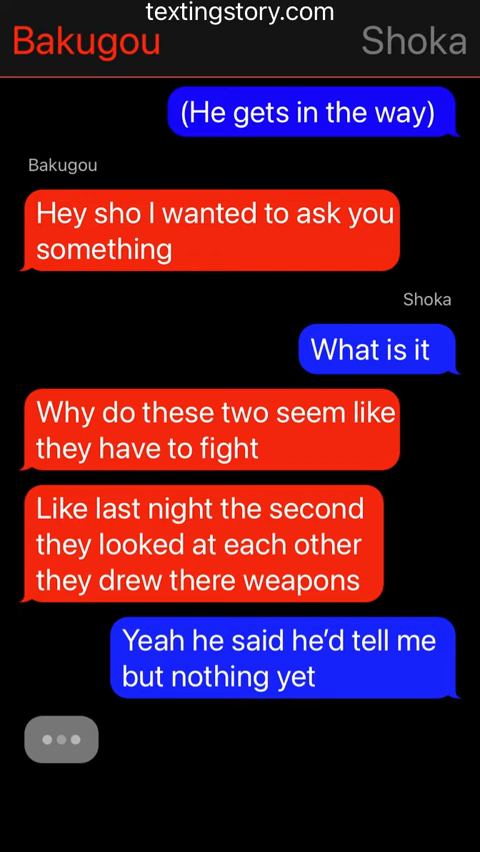 textingstory.com
Bakugou
Shoka
(He gets in the way)
Bakugou
Hey sho I wanted to ask you
something
Shoka
What is it
Why do these two seem like
they have to fight
Like last night the second
they looked at each other
they drew there weapons
Yeah he said he’d tell me
but nothing yet